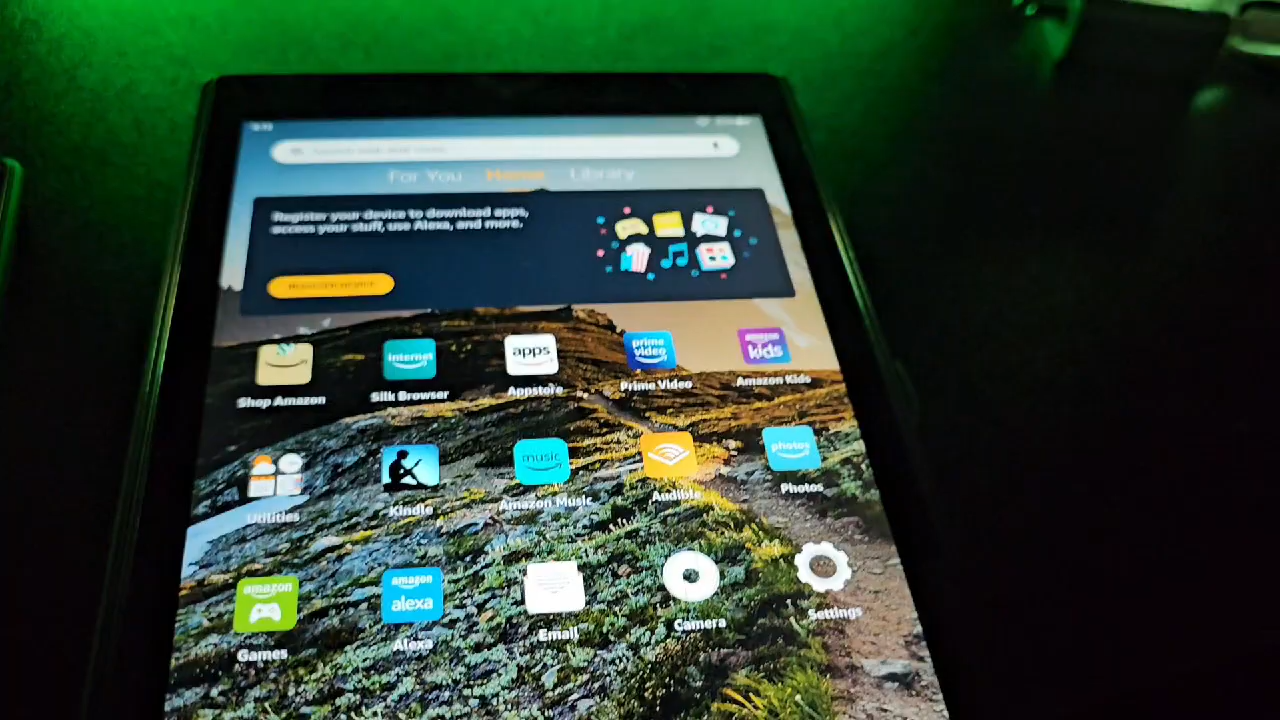 For You Home Library
Register your device to download apps,
access your stuff, use Alexa, and more.
internet
apps
prime video
amazon kids
Shop Amazon
Silk Browser
Appstore
Prime Video
Amazon Kids
music
photos
Utilities
Kindle
Amazon Music
Audible
Photos
amazon
amazon alexa
Games
Alexa
Email
Camera
Settings